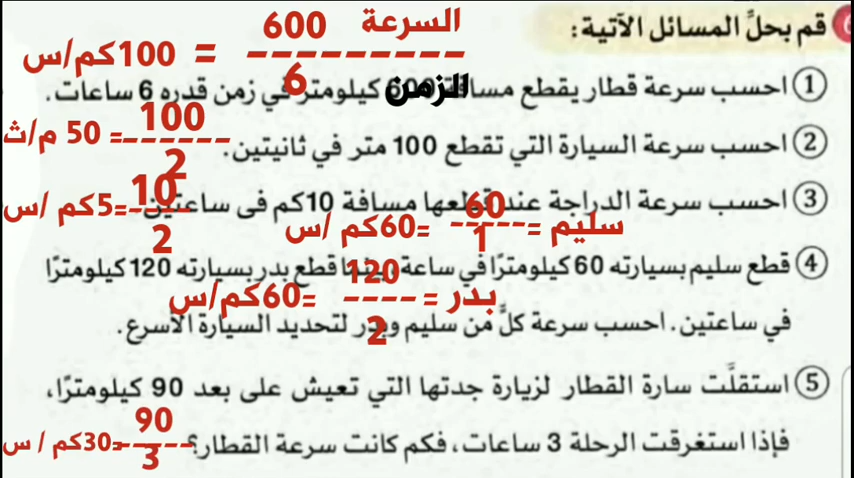 6 قم بحلِّ المسائل الآتية:
السرعة
600
--------- = 100كم/س
6
الزمن
① احسب سرعة قطار يقطع مسافة 600 كيلومتر في زمن قدره 6 ساعات.
② احسب سرعة السيارة التي تقطع 100 متر في ثانيتين.
100
------ = 50 م/ث
2
③ احسب سرعة الدراجة عند قطعها مسافة 10كم فى ساعتين.
10
---- =5كم /س
2
60
سليم = ----- =60كم /س
1
④ قطع سليم بسيارته 60 كيلومترًا في ساعة، بينما قطع بدر بسيارته 120 كيلومترًا
120
بدر = ---- =60كم/س
2
في ساعتين. احسب سرعة كلٍّ من سليم وبدر لتحديد السيارة الأسرع.
⑤ استقلَّت سارة القطار لزيارة جدتها التي تعيش على بعد 90 كيلومترًا،
فإذا استغرقت الرحلة 3 ساعات، فكم كانت سرعة القطار؟
90
----- =30كم / س
3